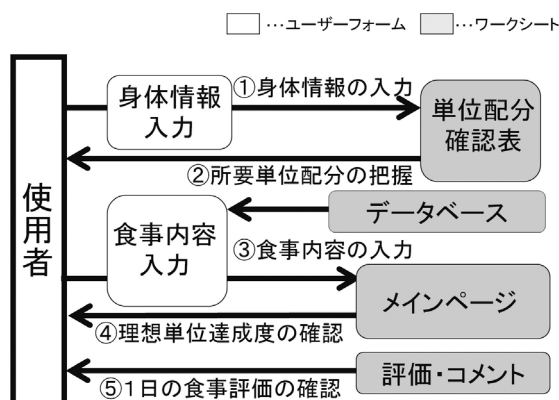 …ユーザーフォーム
…ワークシート
使用者
身体情報
入力
①身体情報の入力
単位配分
確認表
②所要単位配分の把握
データベース
食事内容
入力
③食事内容の入力
メインページ
④理想単位達成度の確認
評価・コメント
⑤1日の食事評価の確認